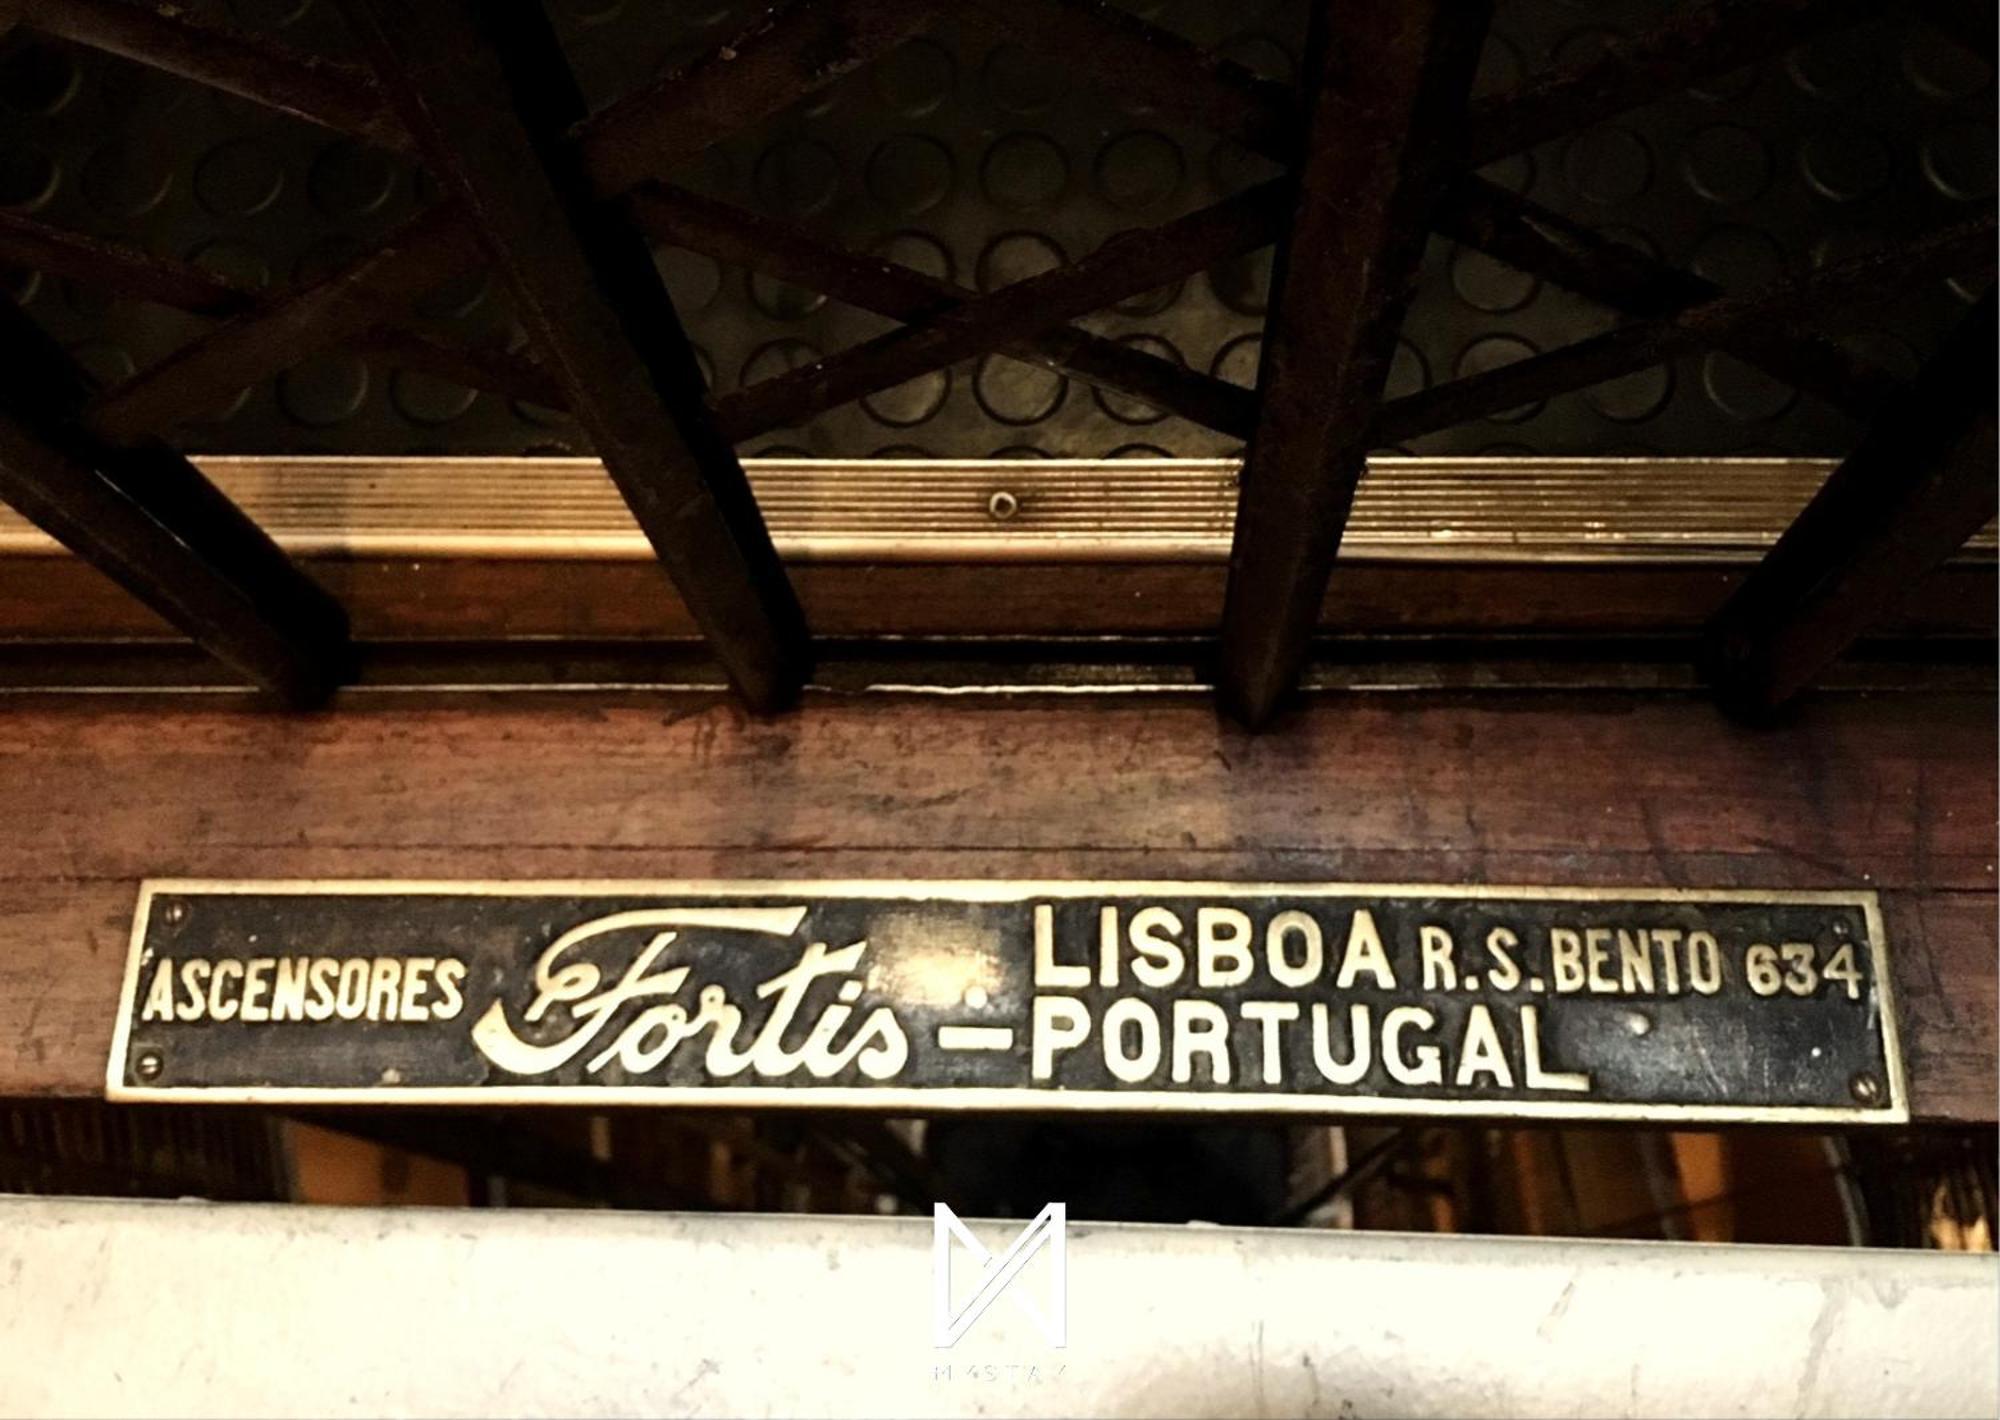 ASCENSORES Fortis — LISBOA R.S.BENTO 634
PORTUGAL